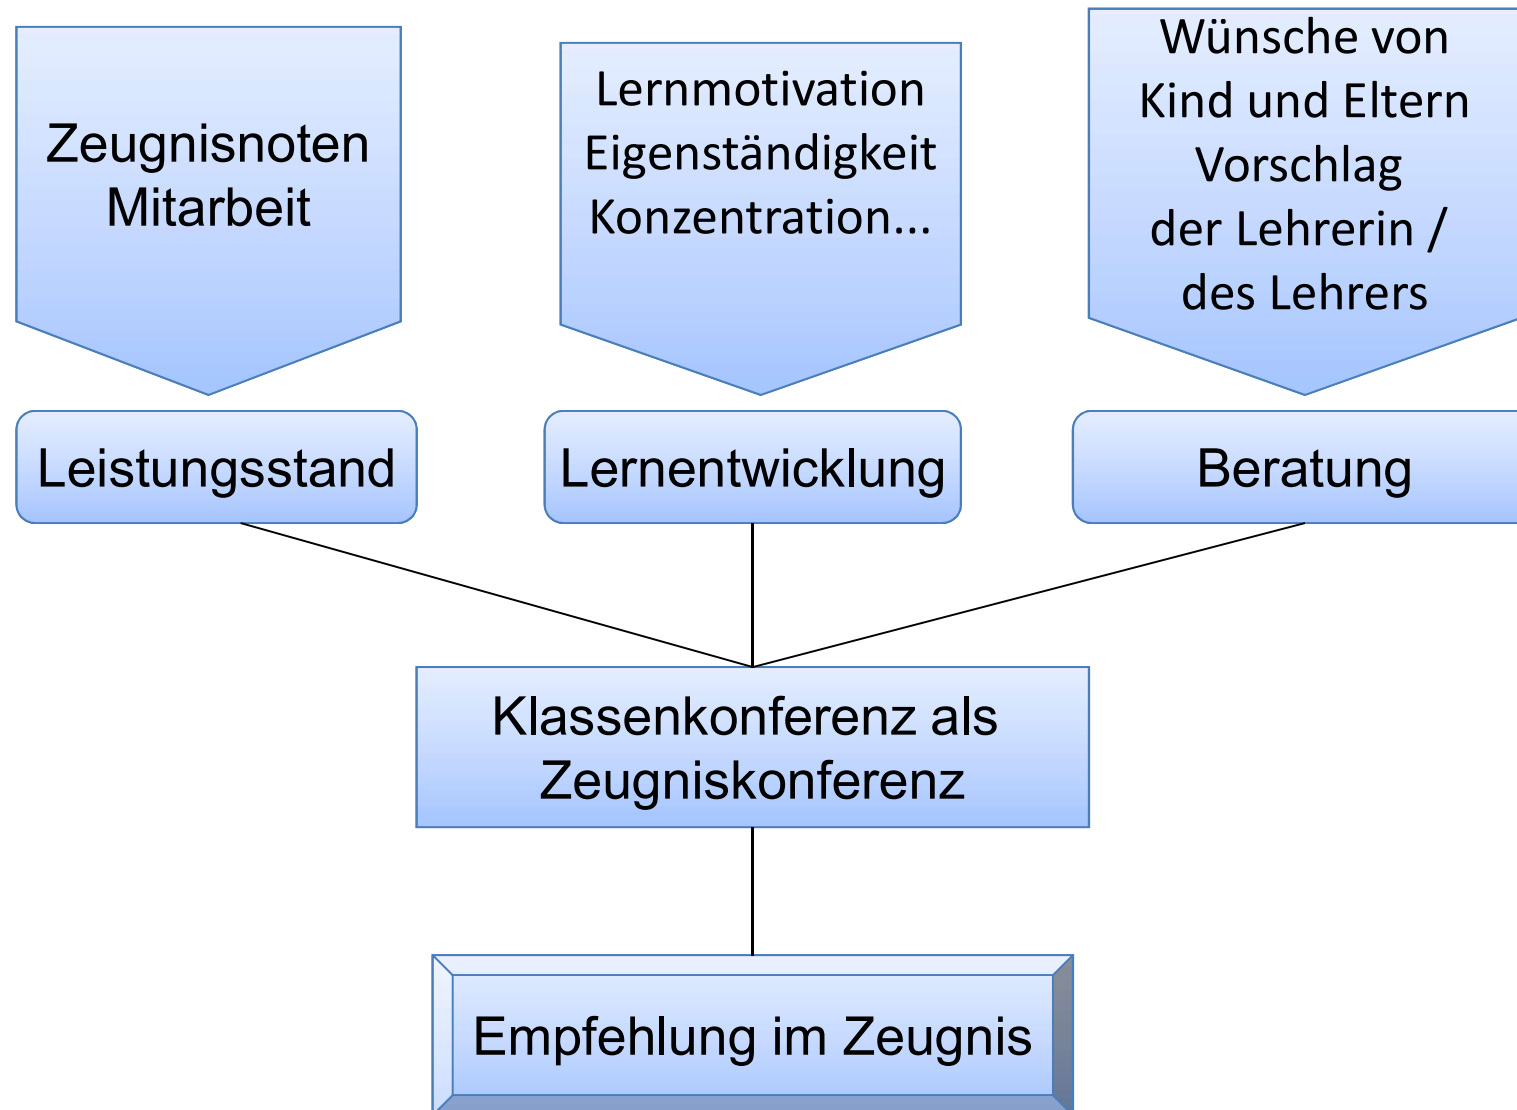 Zeugnisnoten
Mitarbeit
Lernmotivation
Eigenständigkeit
Konzentration...
Wünsche von
Kind und Eltern
Vorschlag
der Lehrerin /
des Lehrers
Leistungsstand
Lernentwicklung
Beratung
Klassenkonferenz als
Zeugniskonferenz
Empfehlung im Zeugnis